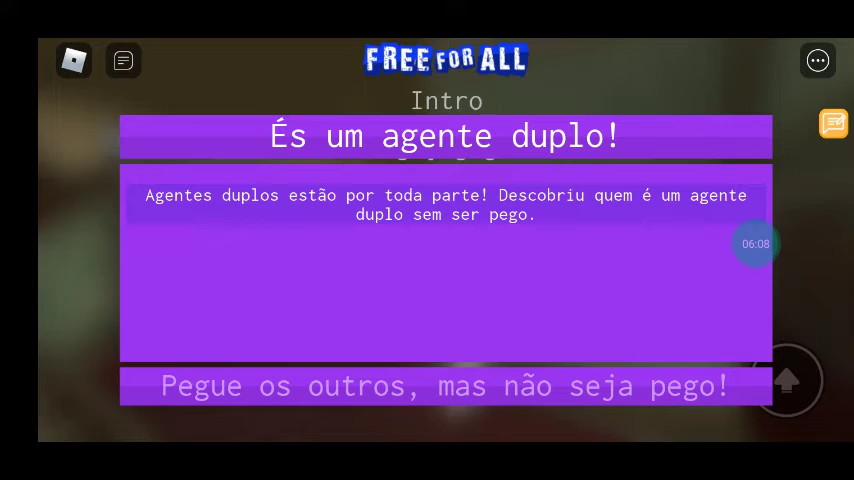 FREE FOR ALL
Intro
És um agente duplo!
Agentes duplos estão por toda parte! Descobriu quem é um agente
duplo sem ser pego.
06:08
Pegue os outros, mas não seja pego!